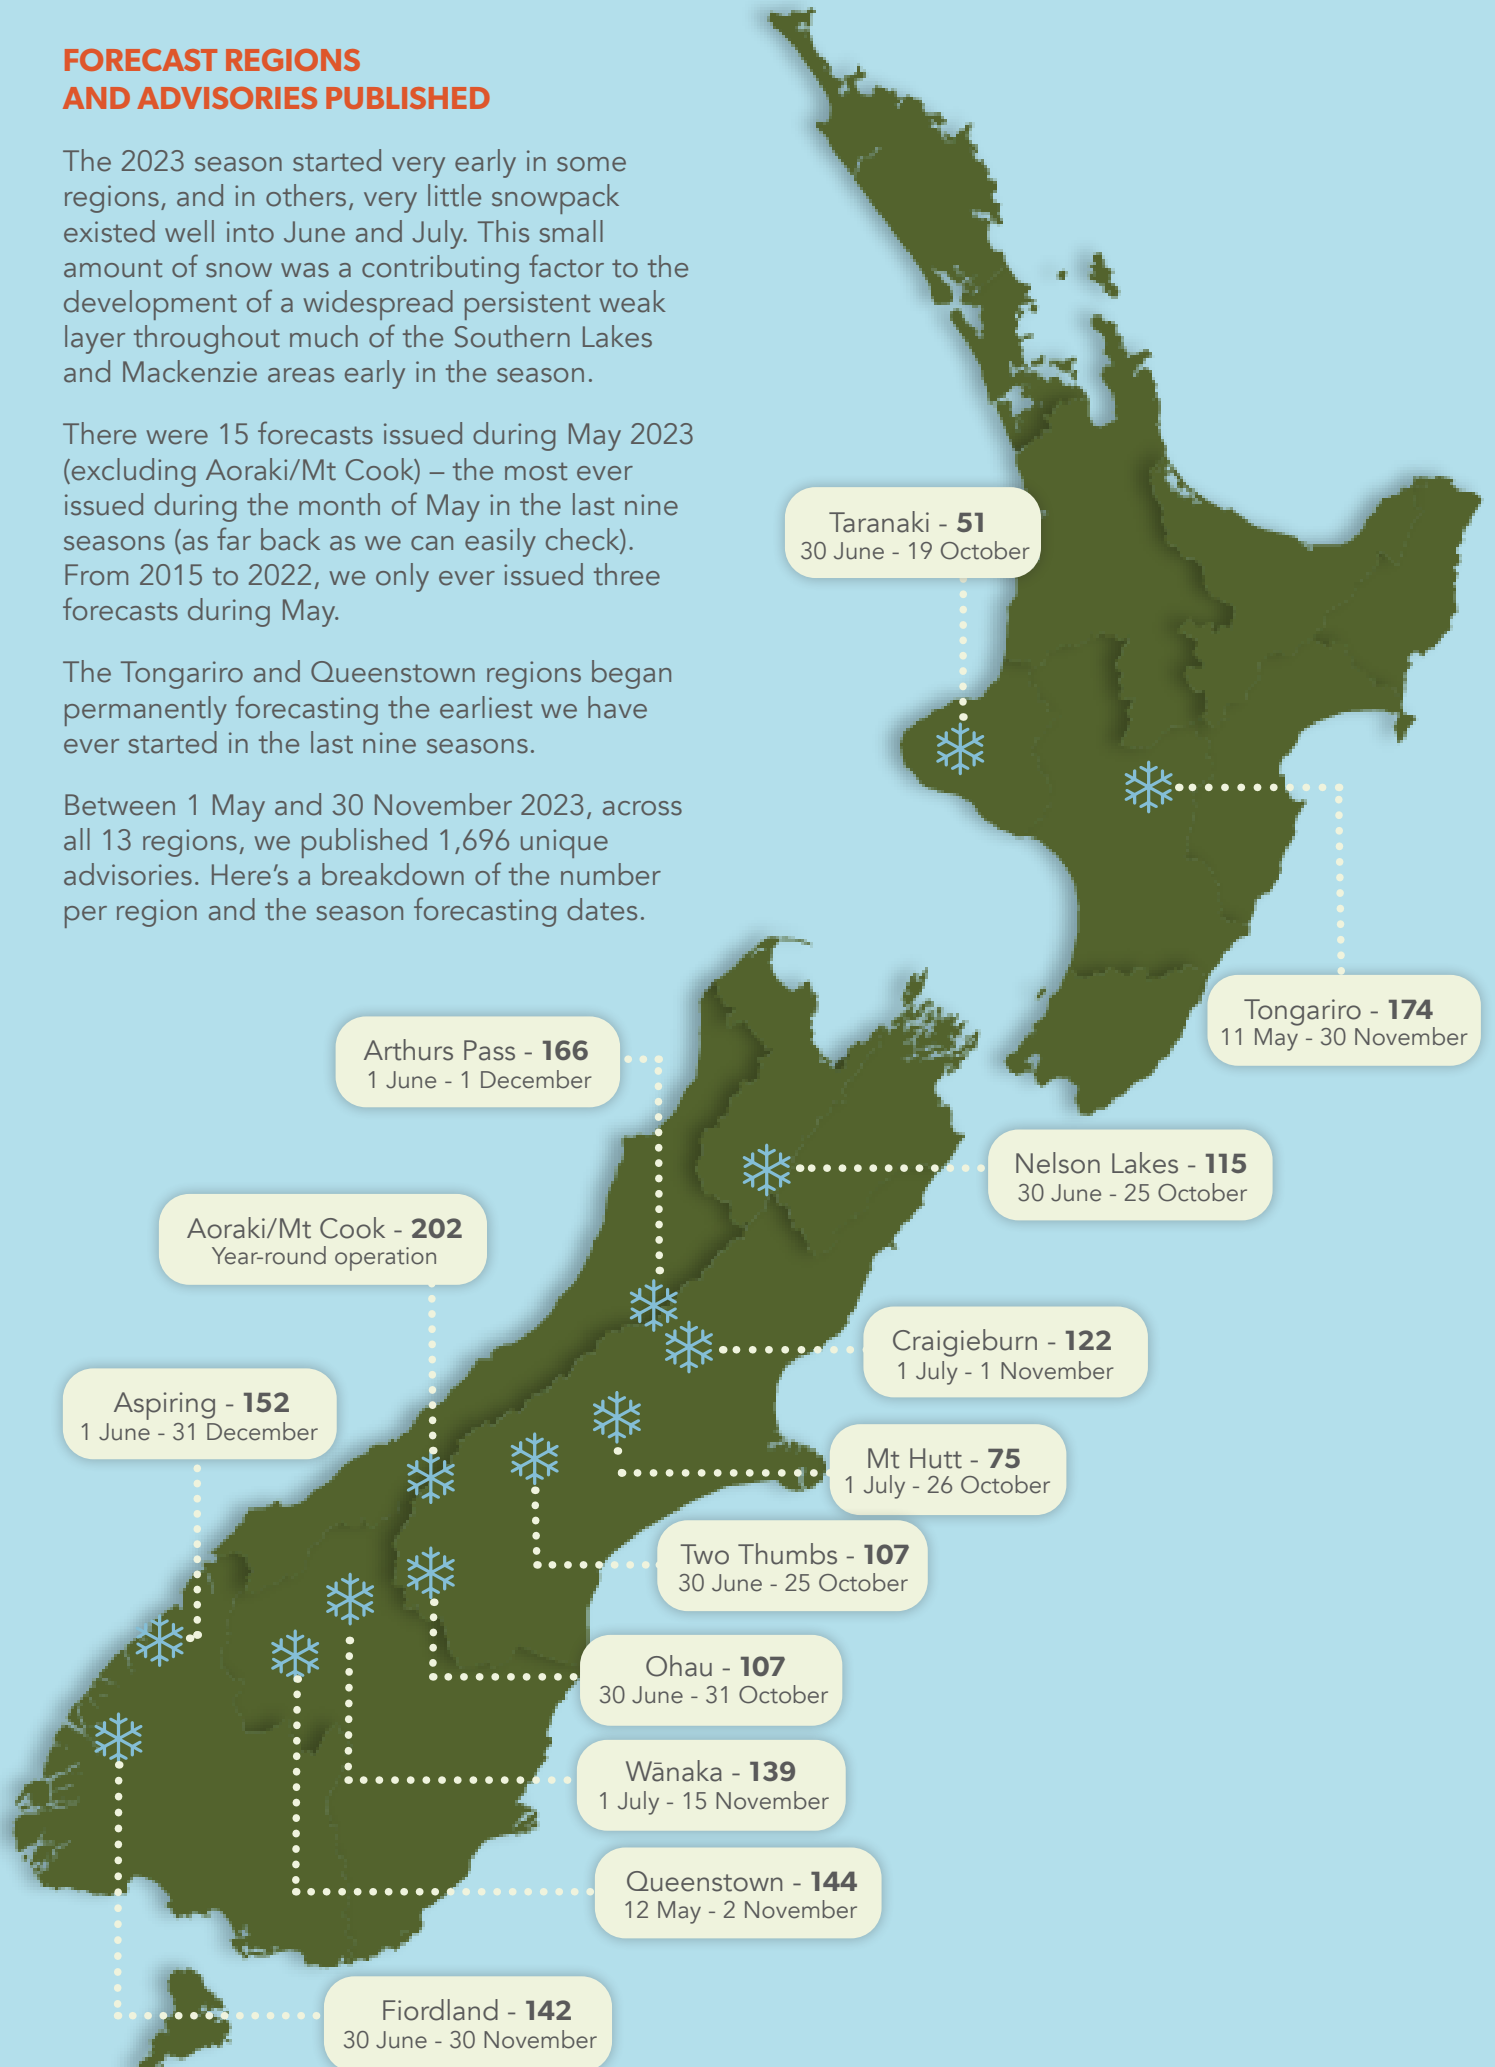 FORECAST REGIONS
AND ADVISORIES PUBLISHED
The 2023 season started very early in some
regions, and in others, very little snowpack
existed well into June and July. This small
amount of snow was a contributing factor to the
development of a widespread persistent weak
layer throughout much of the Southern Lakes
and Mackenzie areas early in the season.
There were 15 forecasts issued during May 2023
(excluding Aoraki/Mt Cook) – the most ever
issued during the month of May in the last nine
seasons (as far back as we can easily check).
From 2015 to 2022, we only ever issued three
forecasts during May.
The Tongariro and Queenstown regions began
permanently forecasting the earliest we have
ever started in the last nine seasons.
Between 1 May and 30 November 2023, across
all 13 regions, we published 1,696 unique
advisories. Here’s a breakdown of the number
per region and the season forecasting dates.
Taranaki - 51
30 June - 19 October
Tongariro - 174
11 May - 30 November
Arthurs Pass - 166
1 June - 1 December
Nelson Lakes - 115
30 June - 25 October
Aoraki/Mt Cook - 202
Year-round operation
Craigieburn - 122
1 July - 1 November
Aspiring - 152
1 June - 31 December
Mt Hutt - 75
1 July - 26 October
Two Thumbs - 107
30 June - 25 October
Ohau - 107
30 June - 31 October
Wānaka - 139
1 July - 15 November
Queenstown - 144
12 May - 2 November
Fiordland - 142
30 June - 30 November